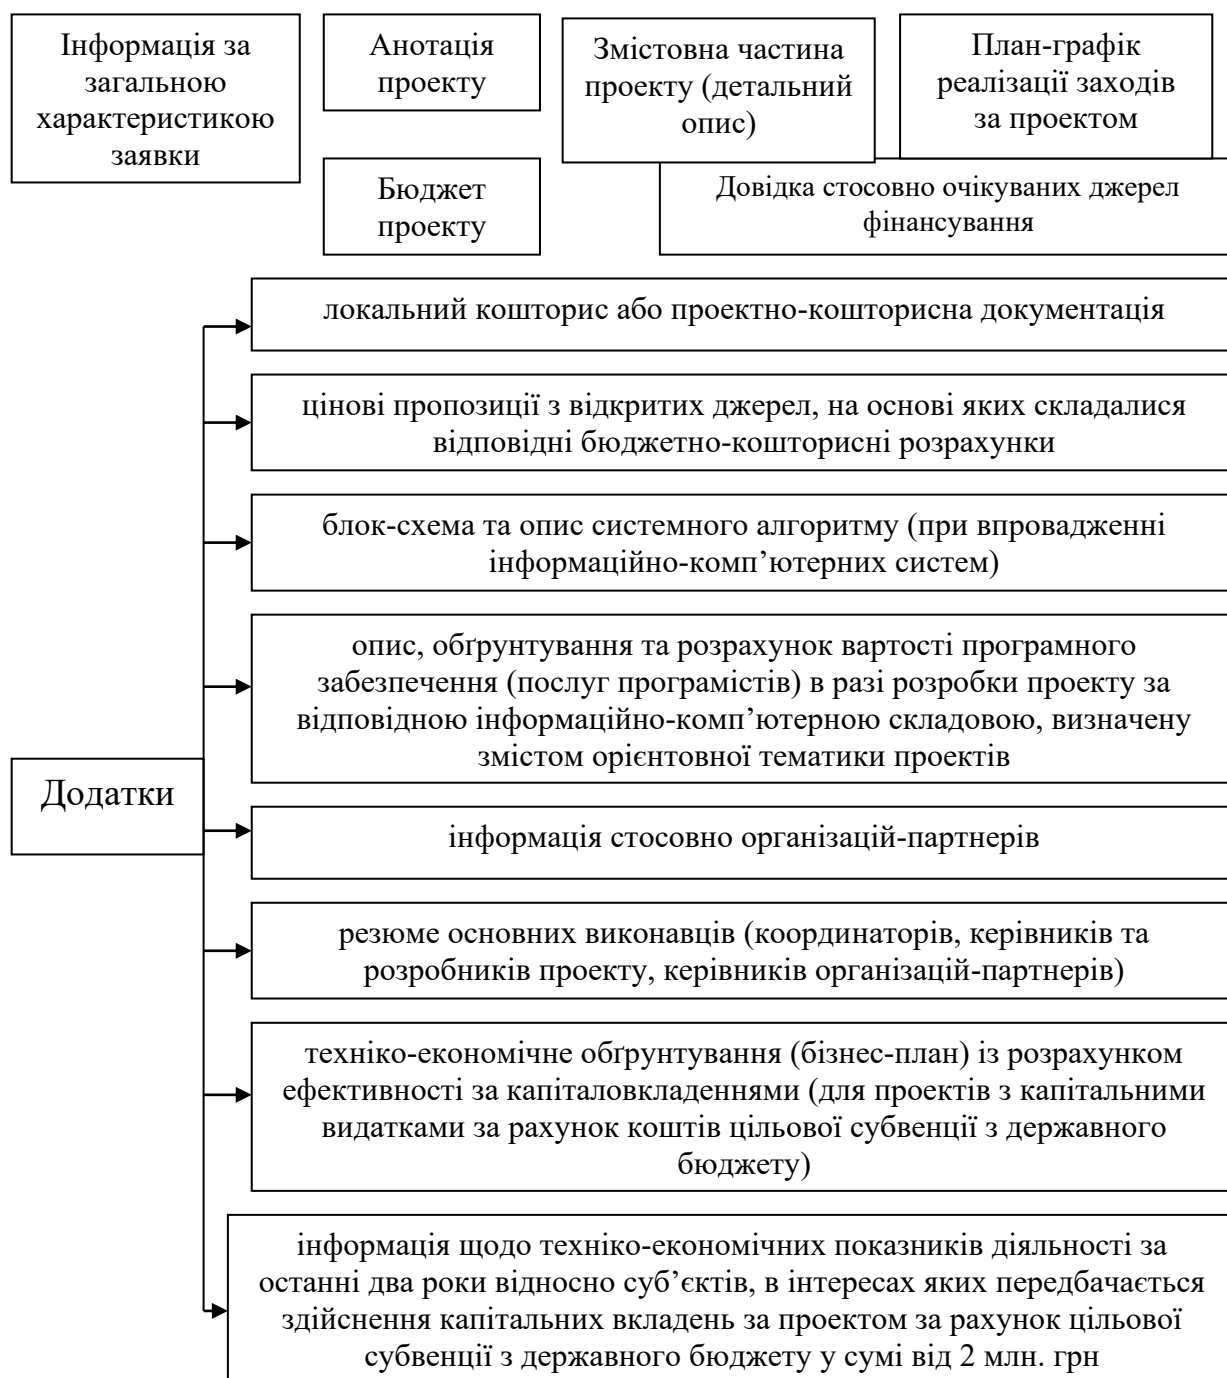 Інформація за
загальною
характеристикою
заявки
Анотація
проекту
Змістовна частина
проекту (детальний
опис)
План-графік
реалізації заходів
за проектом
Бюджет
проекту
Довідка стосовно очікуваних джерел
фінансування
Додатки
локальний кошторис або проектно-кошторисна документація
цінові пропозиції з відкритих джерел, на основі яких складалися
відповідні бюджетно-кошторисні розрахунки
блок-схема та опис системного алгоритму (при впровадженні
інформаційно-комп’ютерних систем)
опис, обґрунтування та розрахунок вартості програмного
забезпечення (послуг програмістів) в разі розробки проекту за
відповідною інформаційно-комп’ютерною складовою, визначену
змістом орієнтовної тематики проектів
інформація стосовно організацій-партнерів
резюме основних виконавців (координаторів, керівників та
розробників проекту, керівників організацій-партнерів)
техніко-економічне обґрунтування (бізнес-план) із розрахунком
ефективності за капіталовкладеннями (для проектів з капітальними
видатками за рахунок коштів цільової субвенції з державного
бюджету)
інформація щодо техніко-економічних показників діяльності за
останні два роки відносно суб’єктів, в інтересах яких передбачається
здійснення капітальних вкладень за проектом за рахунок цільової
субвенції з державного бюджету у сумі від 2 млн. грн